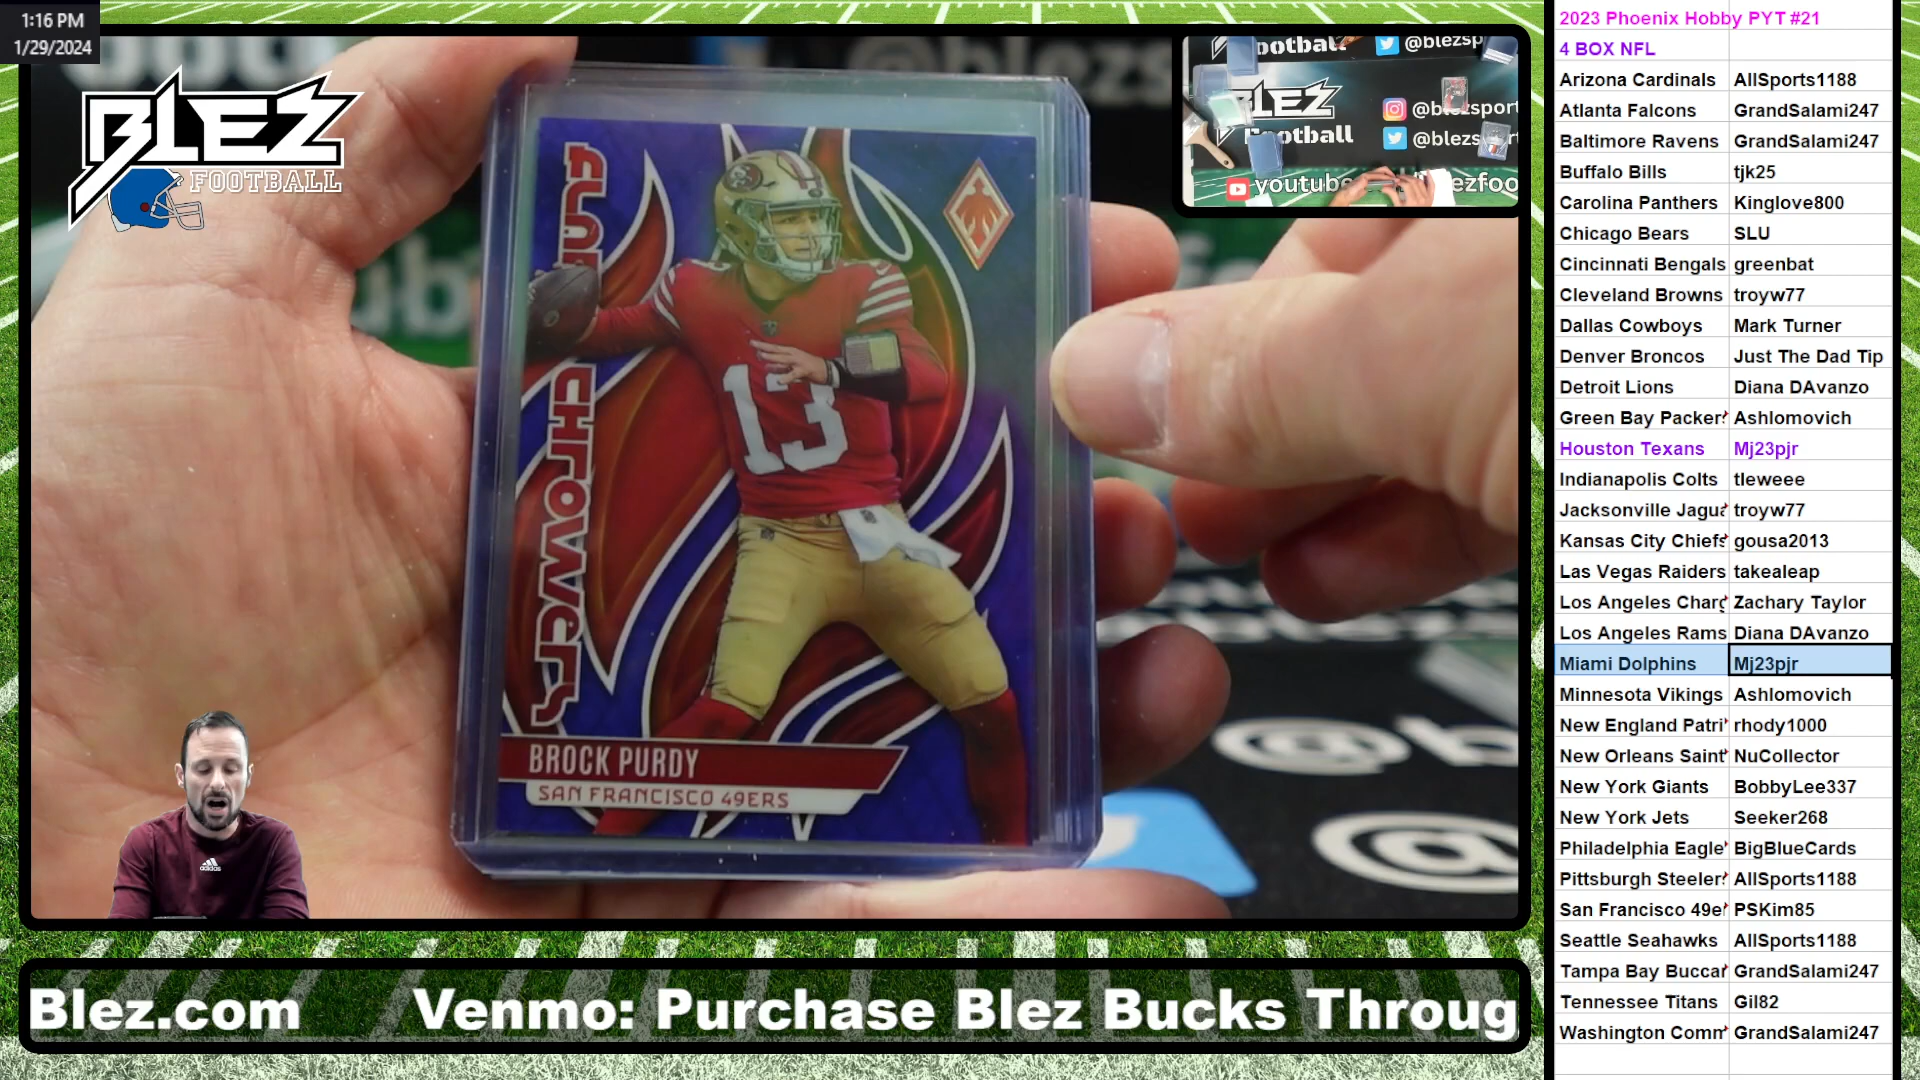 1:16 PM
1/29/2024
BLEZ
FOOTBALL
BROCK PURDY
SAN FRANCISCO 49ERS
13
BLEZ
Football
youtube
Blez.com Venmo: Purchase Blez Bucks Throug
2023 Phoenix Hobby PYT #21
4 BOX NFL
Arizona Cardinals AllSports1188
Atlanta Falcons GrandSalami247
Baltimore Ravens GrandSalami247
Buffalo Bills tjk25
Carolina Panthers Kinglove800
Chicago Bears SLU
Cincinnati Bengals greenbat
Cleveland Browns troyw77
Dallas Cowboys Mark Turner
Denver Broncos Just The Dad Tip
Detroit Lions Diana DAvanzo
Green Bay Packer Ashlomovich
Houston Texans Mj23pjr
Indianapolis Colts tleweee
Jacksonville Jagu troyw77
Kansas City Chiefs gousa2013
Las Vegas Raiders takealeap
Los Angeles Charg Zachary Taylor
Los Angeles Rams Diana DAvanzo
Miami Dolphins Mj23pjr
Minnesota Vikings Ashlomovich
New England Patri rhody1000
New Orleans Saint NuCollector
New York Giants BobbyLee337
New York Jets Seeker268
Philadelphia Eagle BigBlueCards
Pittsburgh Steeler AllSports1188
San Francisco 49e PSKim85
Seattle Seahawks AllSports1188
Tampa Bay Buccan GrandSalami247
Tennessee Titans Gil82
Washington Comm GrandSalami247